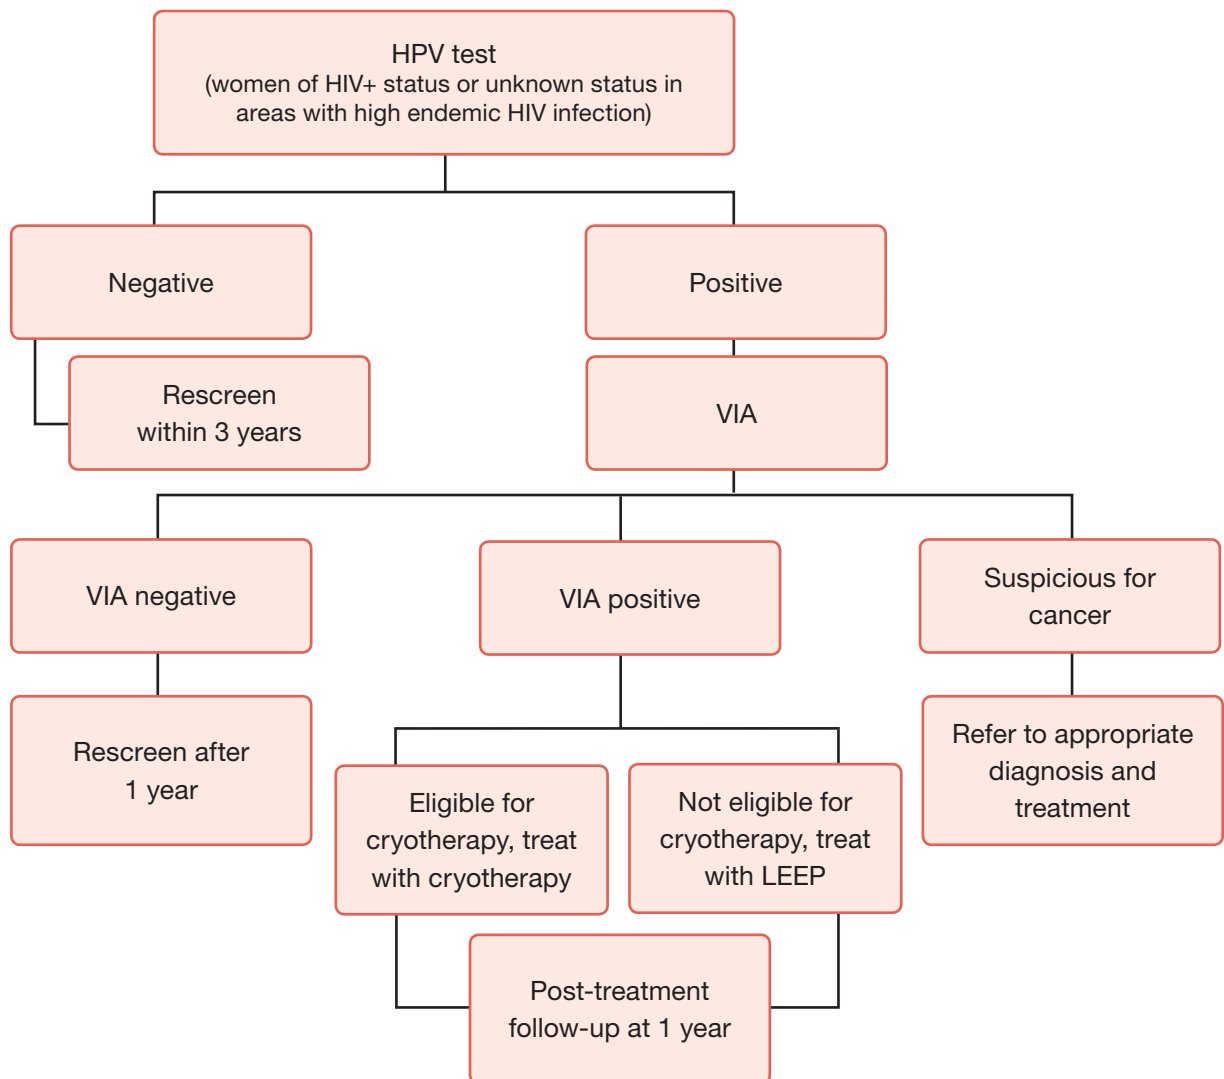 HPV test
(women of HIV+ status or unknown status in
areas with high endemic HIV infection)
Negative
Positive
Rescreen
within 3 years
VIA
VIA negative
VIA positive
Suspicious for
cancer
Rescreen after
1 year
Eligible for
cryotherapy, treat
with cryotherapy
Not eligible for
cryotherapy, treat
with LEEP
Refer to appropriate
diagnosis and
treatment
Post-treatment
follow-up at 1 year